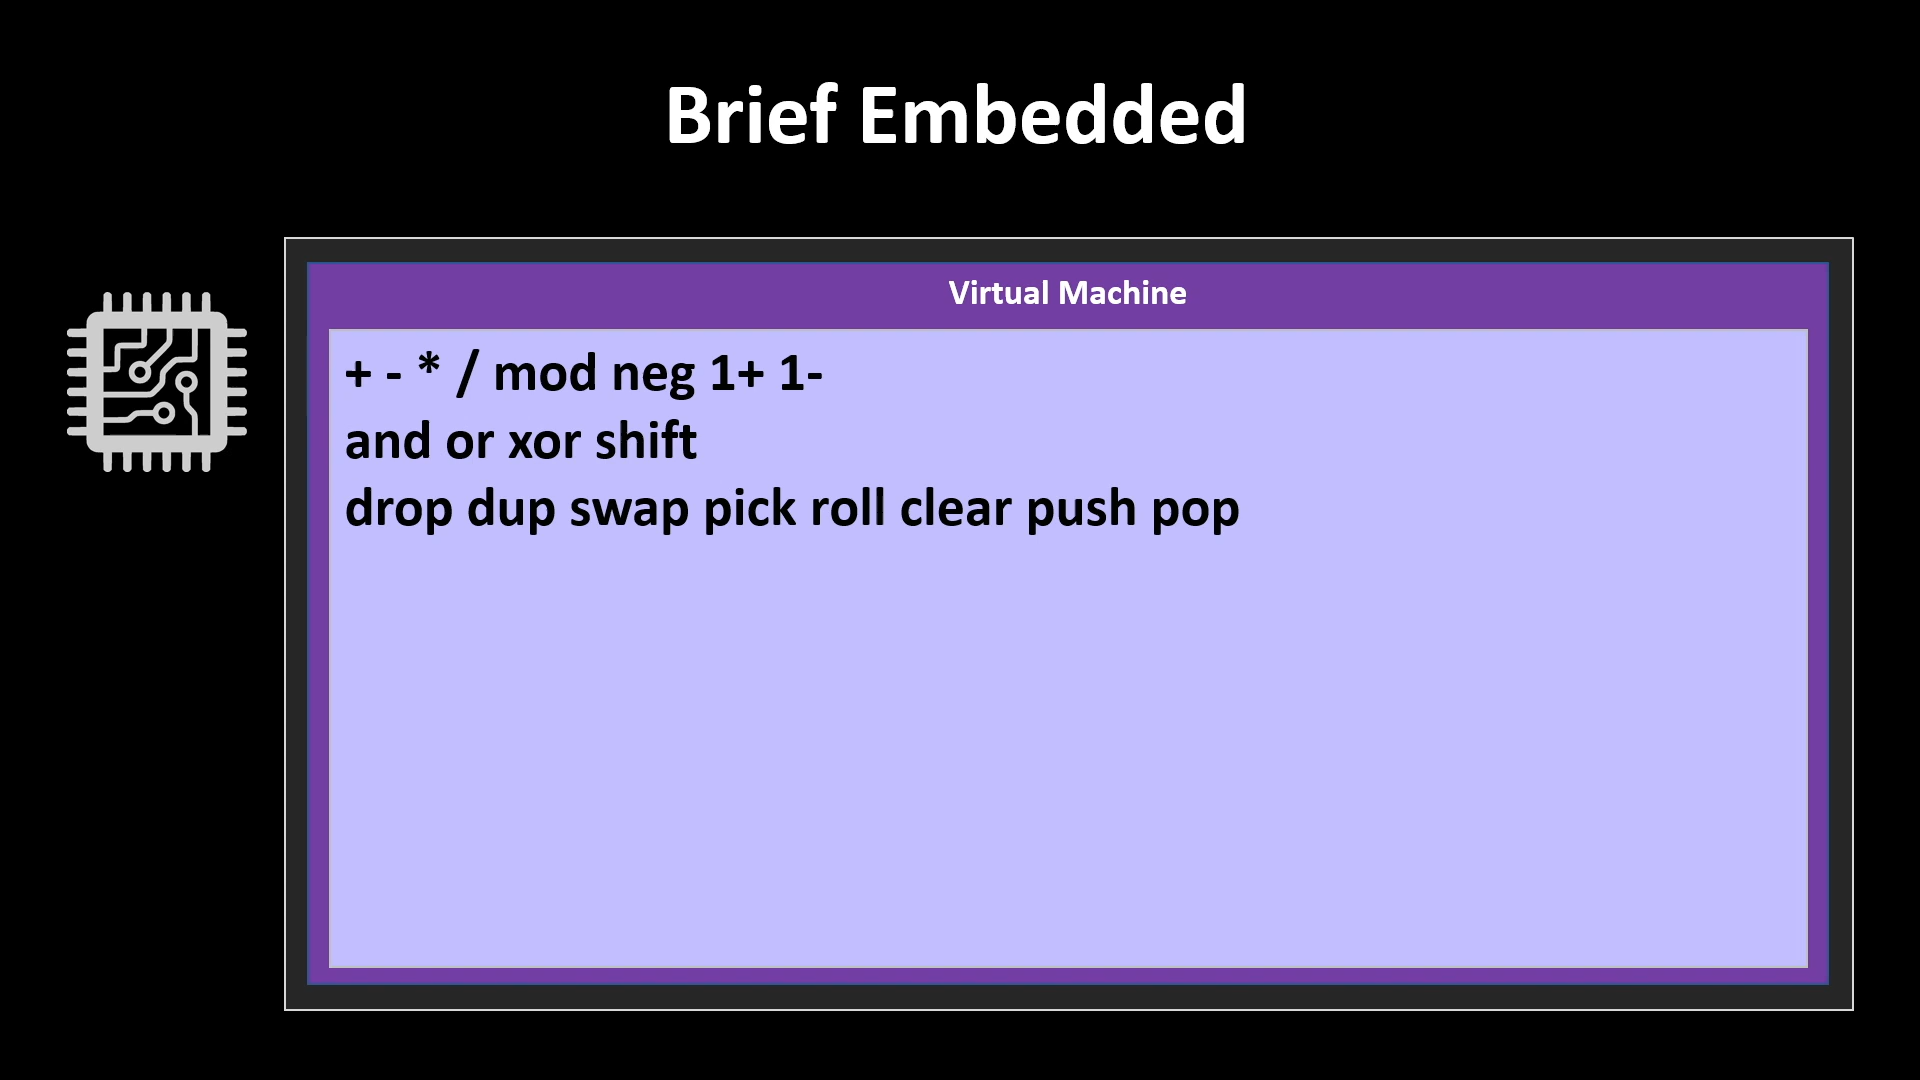 Brief Embedded
Virtual Machine
+ - * / mod neg 1+ 1-
and or xor shift
drop dup swap pick roll clear push pop